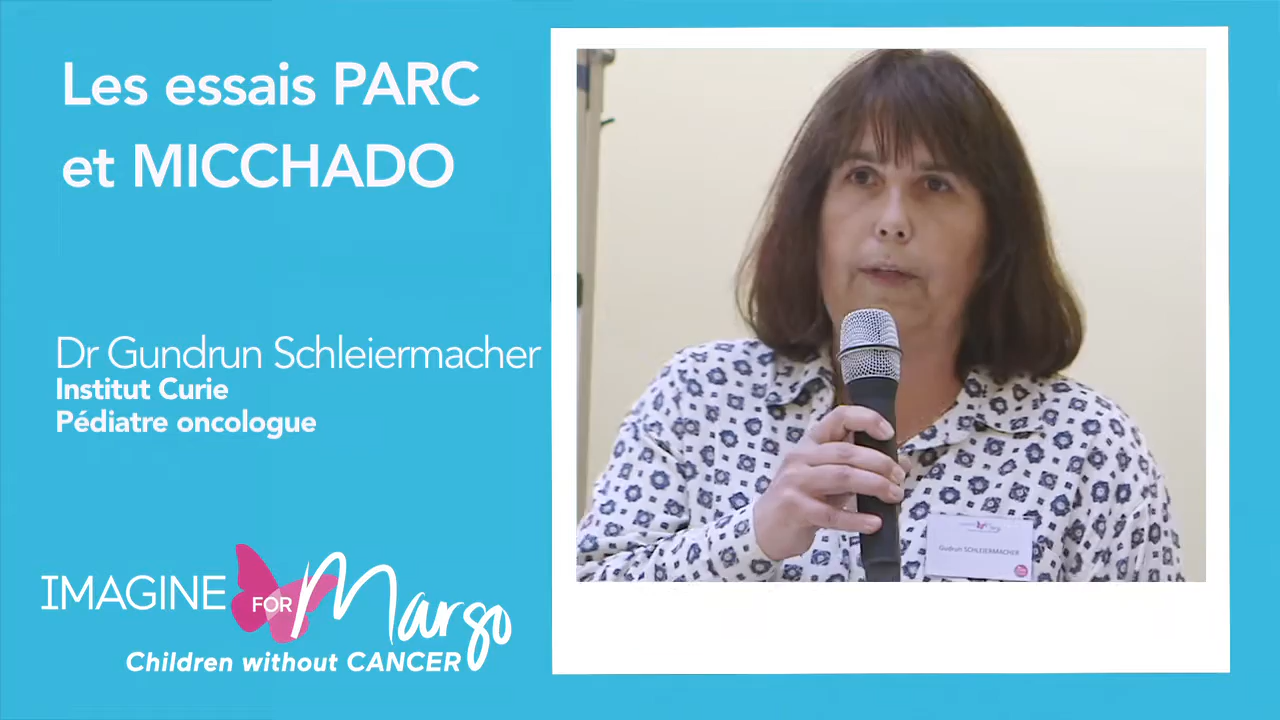 Les essais PARC
et MICCHADO
Dr Gundrun Schleiermacher
Institut Curie
Pédiatre oncologue
IMAGINE FOR Margo
Children without CANCER
Gudrun SCHLEIERMACHER